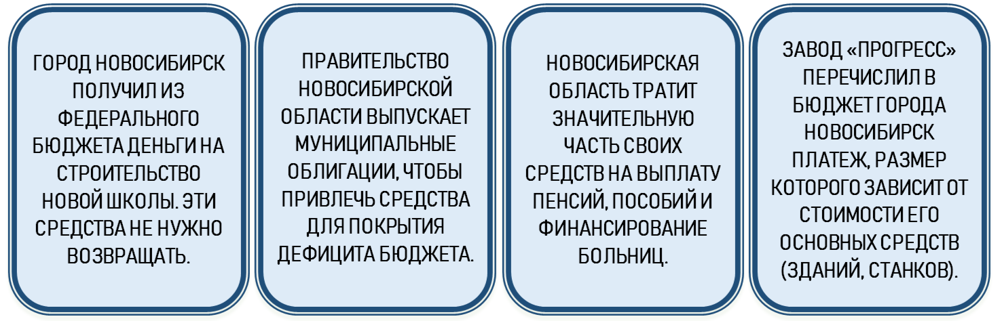 ГОРОД НОВОСИБИРСК
ПОЛУЧИЛ ИЗ
ФЕДЕРАЛЬНОГО
БЮДЖЕТА ДЕНЬГИ НА
СТРОИТЕЛЬСТВО
НОВОЙ ШКОЛЫ. ЭТИ
СРЕДСТВА НЕ НУЖНО
ВОЗВРАЩАТЬ.
ПРАВИТЕЛЬСТВО
НОВОСИБИРСКОЙ
ОБЛАСТИ ВЫПУСКАЕТ
МУНИЦИПАЛЬНЫЕ
ОБЛИГАЦИИ, ЧТОБЫ
ПРИВЛЕЧЬ СРЕДСТВА
ДЛЯ ПОКРЫТИЯ
ДЕФИЦИТА БЮДЖЕТА.
НОВОСИБИРСКАЯ
ОБЛАСТЬ ТРАТИТ
ЗНАЧИТЕЛЬНУЮ
ЧАСТЬ СВОИХ
СРЕДСТВ НА ВЫПЛАТУ
ПЕНСИЙ, ПОСОБИЙ И
ФИНАНСИРОВАНИЕ
БОЛЬНИЦ.
ЗАВОД «ПРОГРЕСС»
ПЕРЕЧИСЛИЛ В
БЮДЖЕТ ГОРОДА
НОВОСИБИРСК
ПЛАТЕЖ, РАЗМЕР
КОТОРОГО ЗАВИСИТ ОТ
СТОИМОСТИ ЕГО
ОСНОВНЫХ СРЕДСТВ
(ЗДАНИЙ, СТАНКОВ).